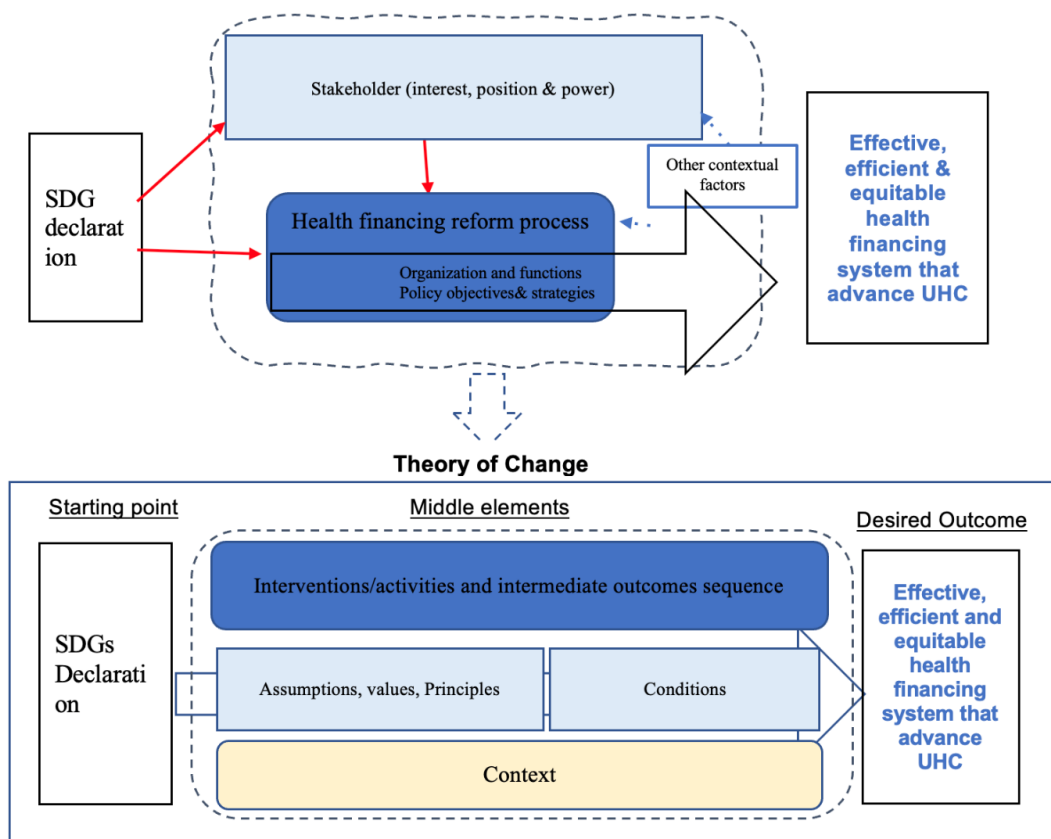 Stakeholder (interest, position & power)
SDG
declarat
ion
Other contextual
factors
Health financing reform process
Organization and functions
Policy objectives& strategies
Effective,
efficient &
equitable
health
financing
system that
advance UHC
Theory of Change
Starting point
Middle elements
Desired Outcome
SDGs
Declarati
on
Interventions/activities and intermediate outcomes sequence
Assumptions, values, Principles
Conditions
Context
Effective,
efficient and
equitable
health
financing
system that
advance
UHC